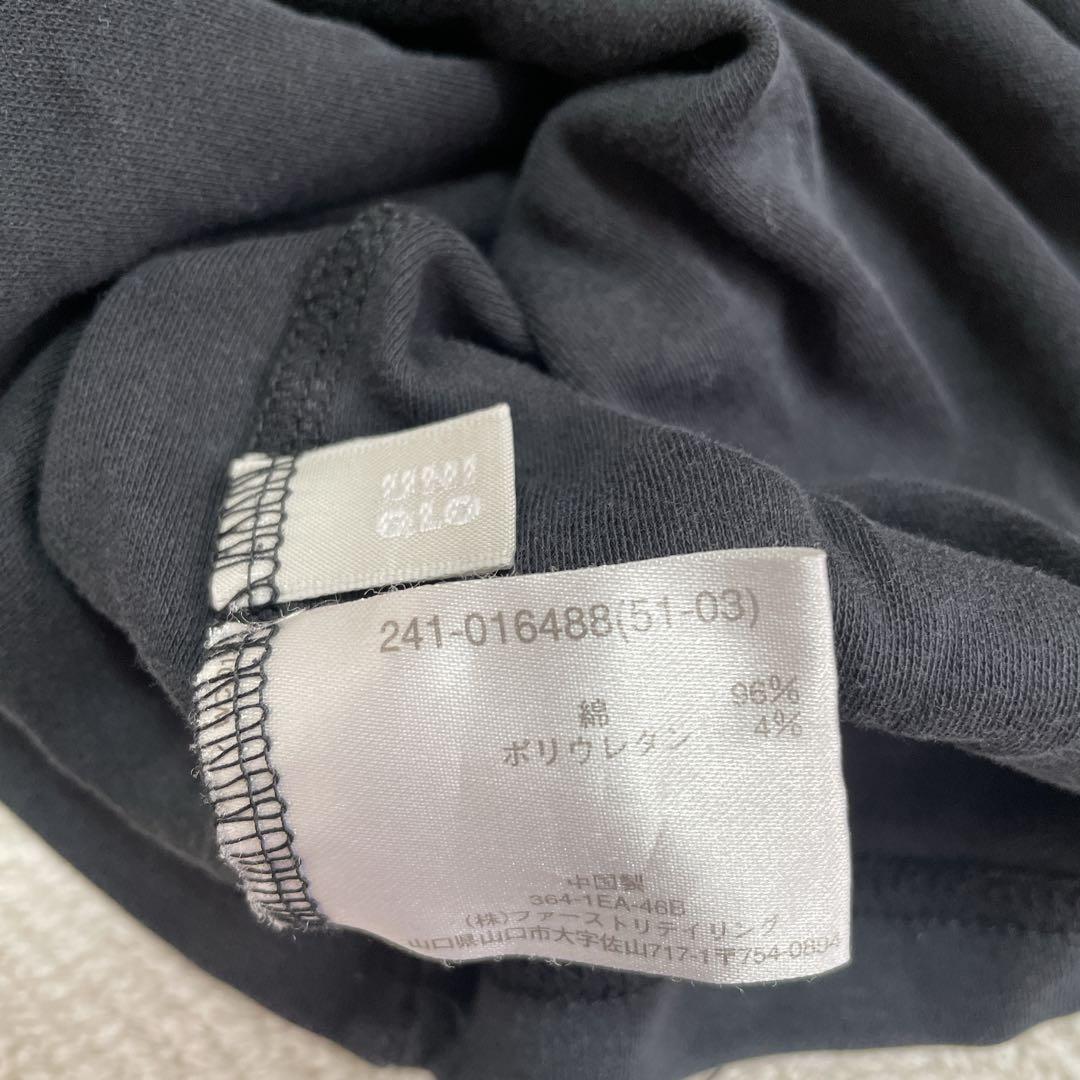 UNI
QLO
241-016488(51-03)
綿 96%
ポリウレタン 4%
中国製
364-1EA-46B
(株)ファーストリテイリング
山口県山口市大字佐山717-1〒754-0894